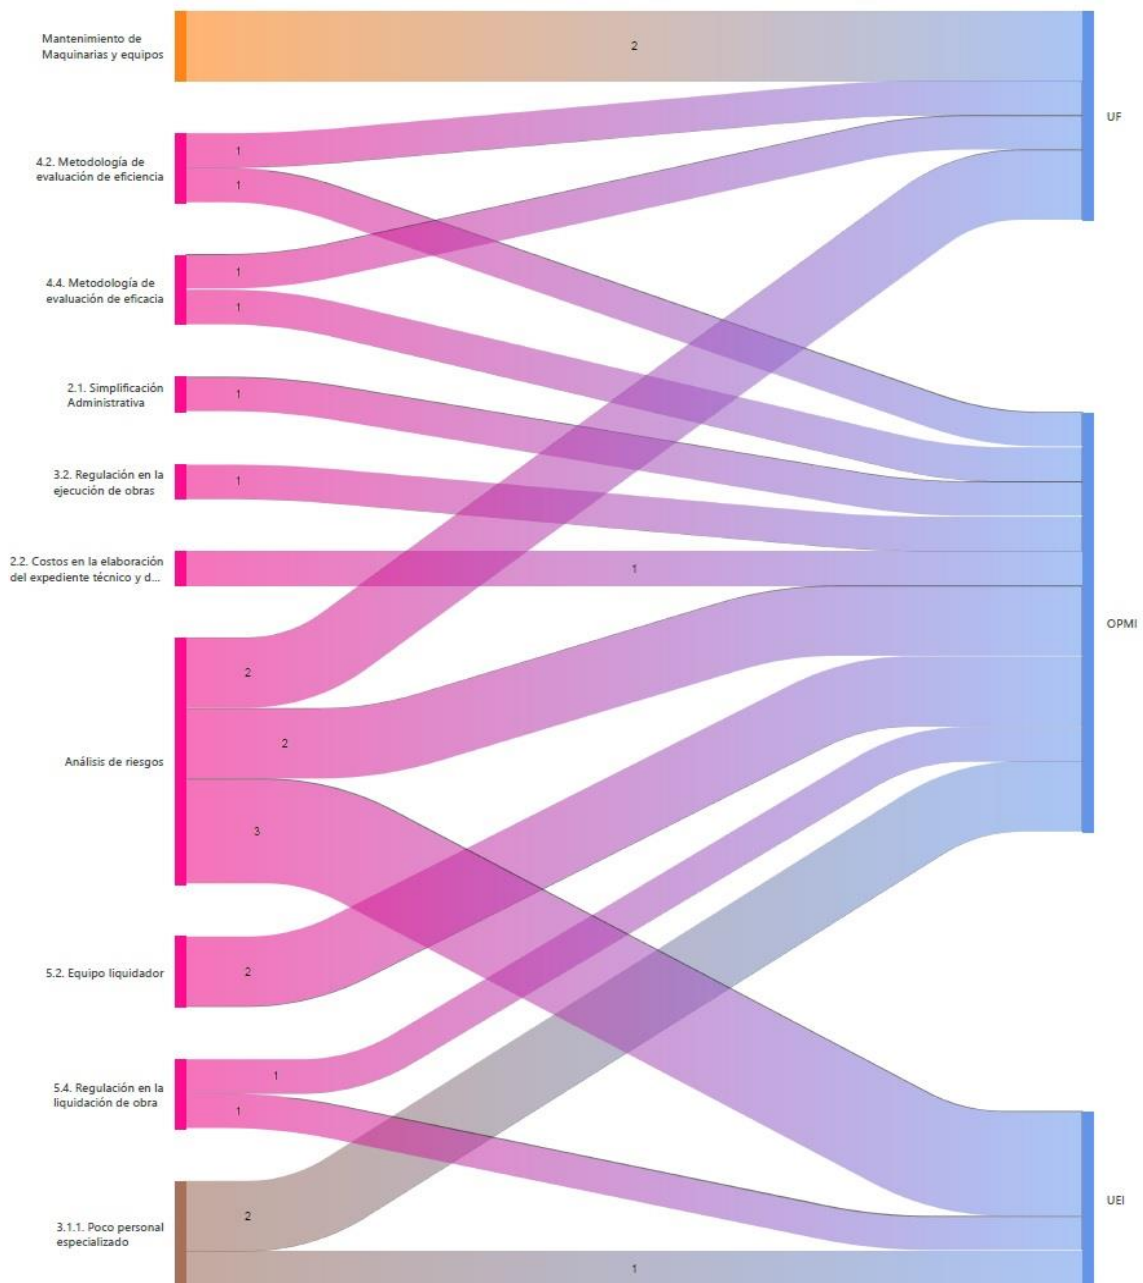 Mantenimiento de
Maquinarias y equipos
2
UF
4.2. Metodología de
evaluación de eficiencia
1
1
4.4. Metodología de
evaluación de eficacia
1
1
2.1. Simplificación
Administrativa
1
3.2. Regulación en la
ejecución de obras
1
2.2. Costos en la elaboración
del expediente técnico y d...
1
OPMI
Análisis de riesgos
2
2
3
5.2. Equipo liquidador
2
5.4. Regulación en la
liquidación de obra
1
1
3.1.1. Poco personal
especializado
2
1
UEI